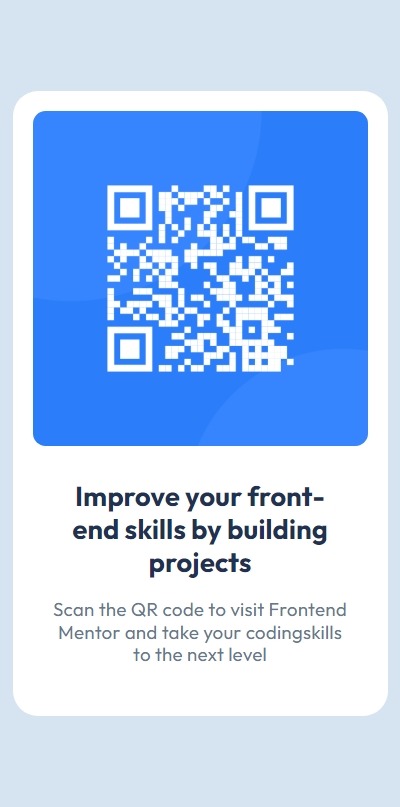 Improve your front-
end skills by building
projects
Scan the QR code to visit Frontend
Mentor and take your codingskills
to the next level